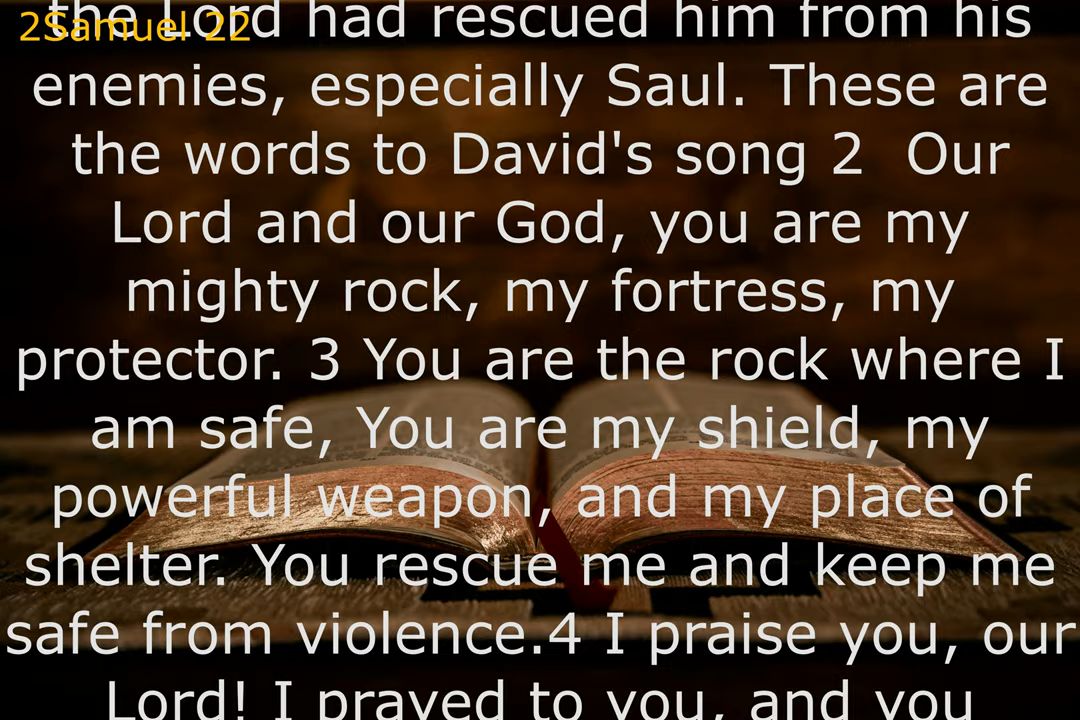 2Samuel 22
the Lord had rescued him from his
enemies, especially Saul. These are
the words to David's song 2  Our
Lord and our God, you are my
mighty rock, my fortress, my
protector. 3 You are the rock where I
am safe, You are my shield, my
powerful weapon, and my place of
shelter. You rescue me and keep me
safe from violence.4 I praise you, our
Lord! I prayed to you, and you